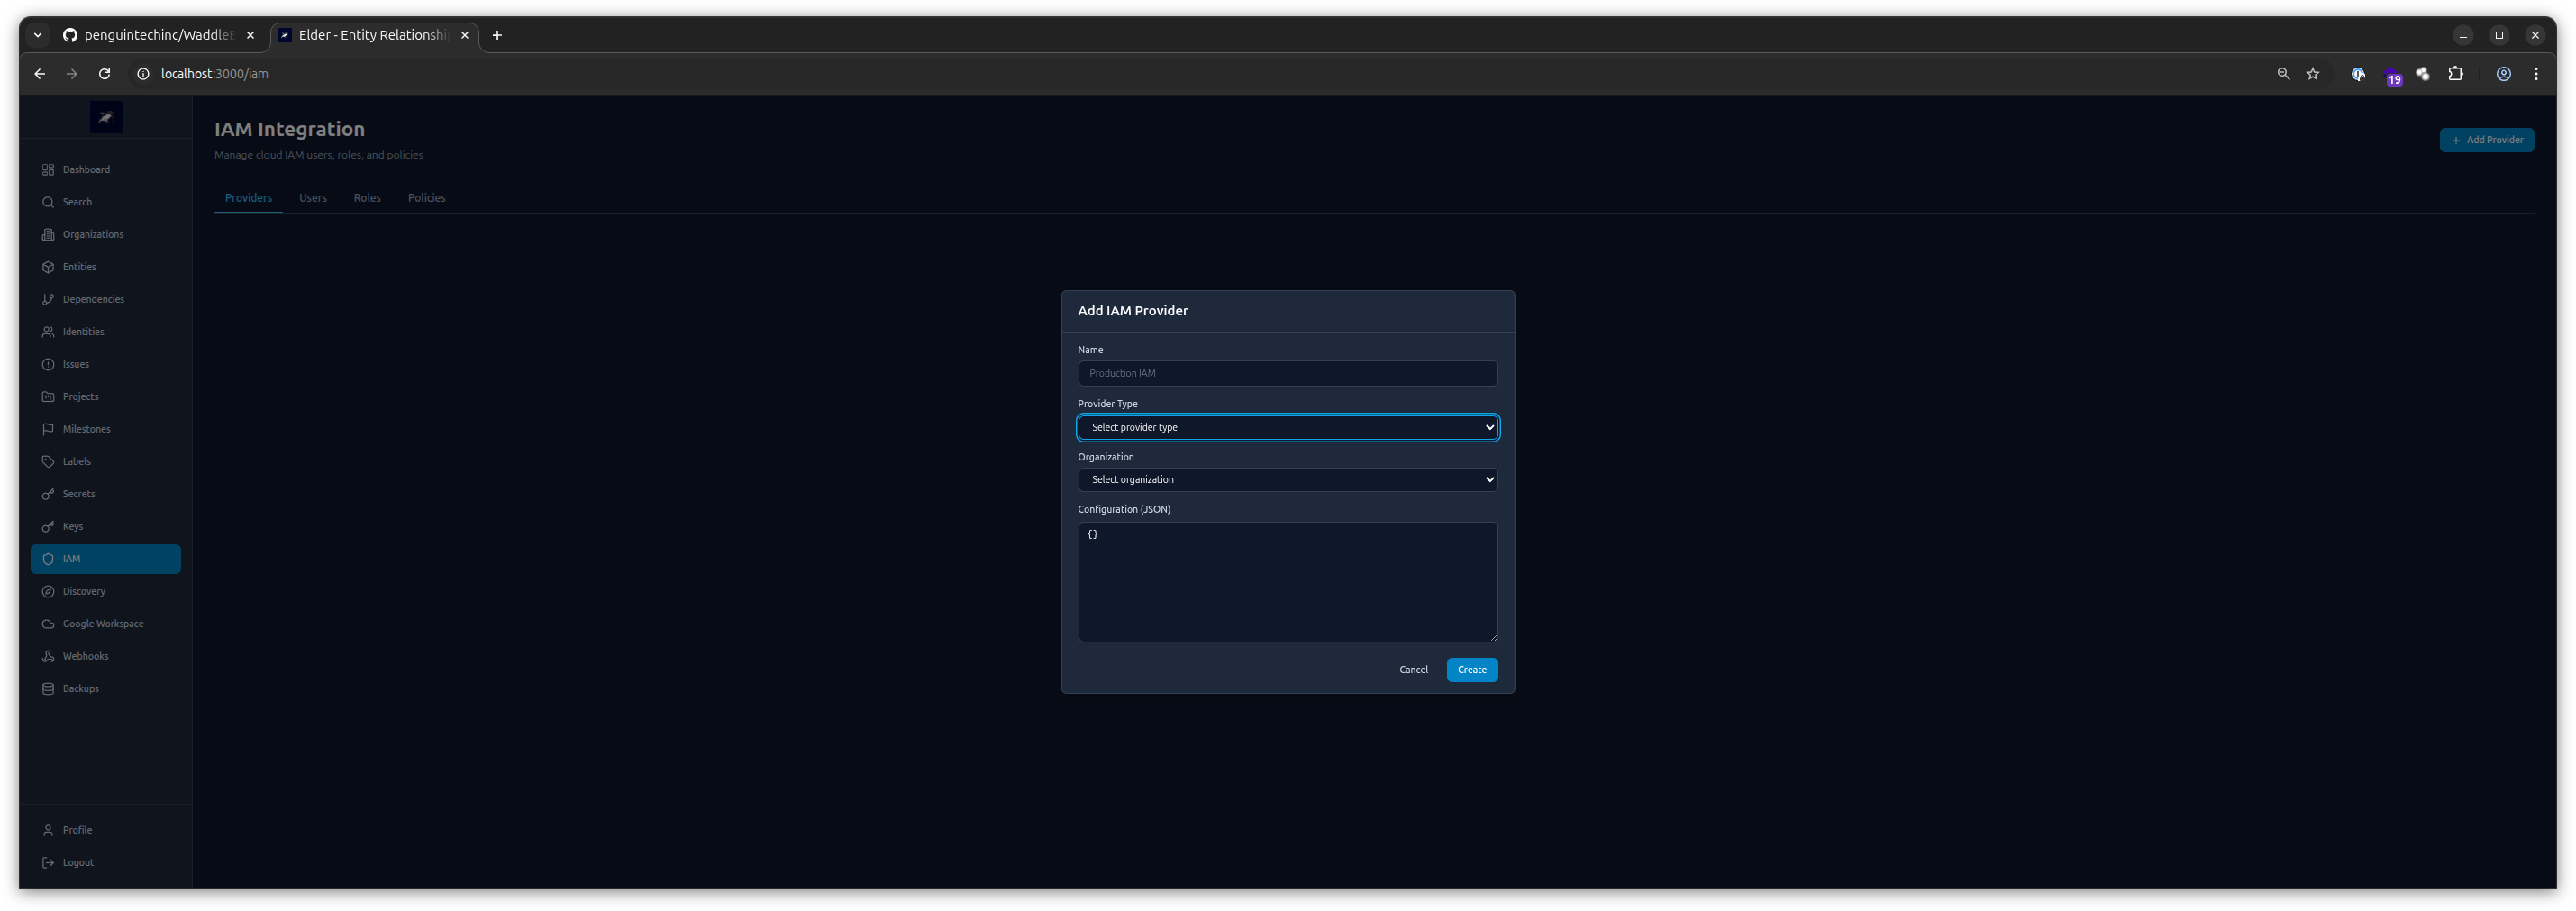 penguintechinc/WaddleB
Elder - Entity Relationshi
localhost:3000/iam
19
IAM Integration
Manage cloud IAM users, roles, and policies
Add Provider
Providers Users Roles Policies
Dashboard
Search
Organizations
Entities
Dependencies
Identities
Issues
Projects
Milestones
Labels
Secrets
Keys
IAM
Discovery
Google Workspace
Webhooks
Backups
Profile
Logout
Add IAM Provider
Name
Production IAM
Provider Type
Select provider type
Organization
Select organization
Configuration (JSON)
{}
Cancel Create